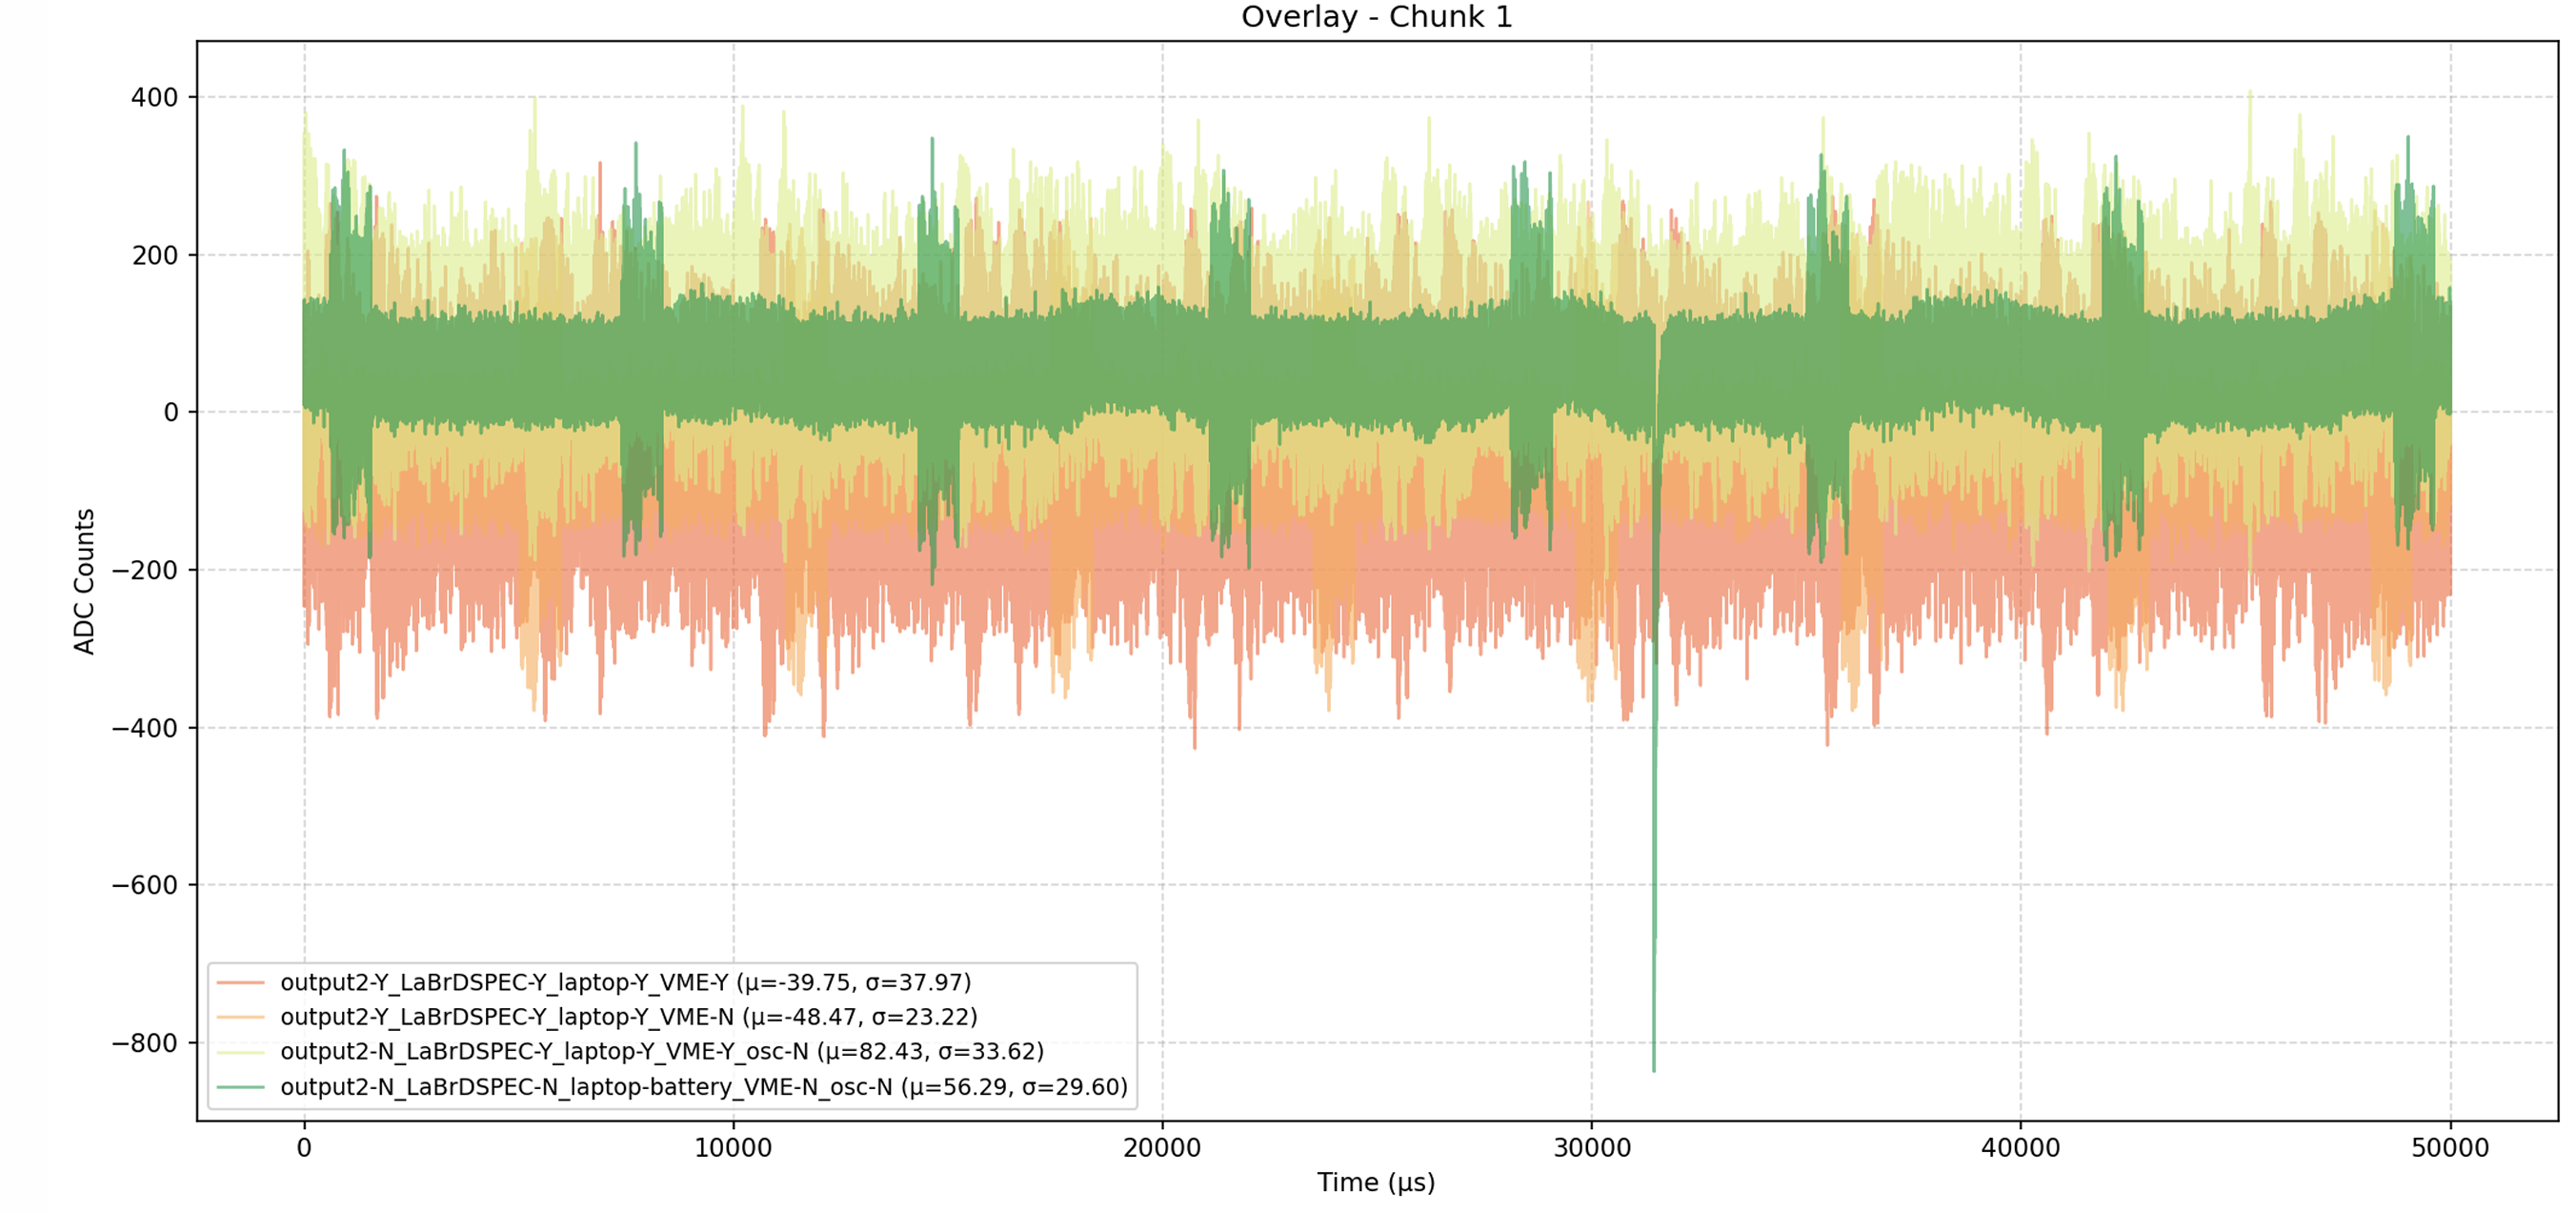 Overlay - Chunk 1
400
200
0
−200
−400
−600
−800
ADC Counts
output2-Y_LaBrDSPEC-Y_laptop-Y_VME-Y (μ=-39.75, σ=37.97)
output2-Y_LaBrDSPEC-Y_laptop-Y_VME-N (μ=-48.47, σ=23.22)
output2-N_LaBrDSPEC-Y_laptop-Y_VME-Y_osc-N (μ=82.43, σ=33.62)
output2-N_LaBrDSPEC-N_laptop-battery_VME-N_osc-N (μ=56.29, σ=29.60)
0 10000 20000 30000 40000 50000
Time (μs)